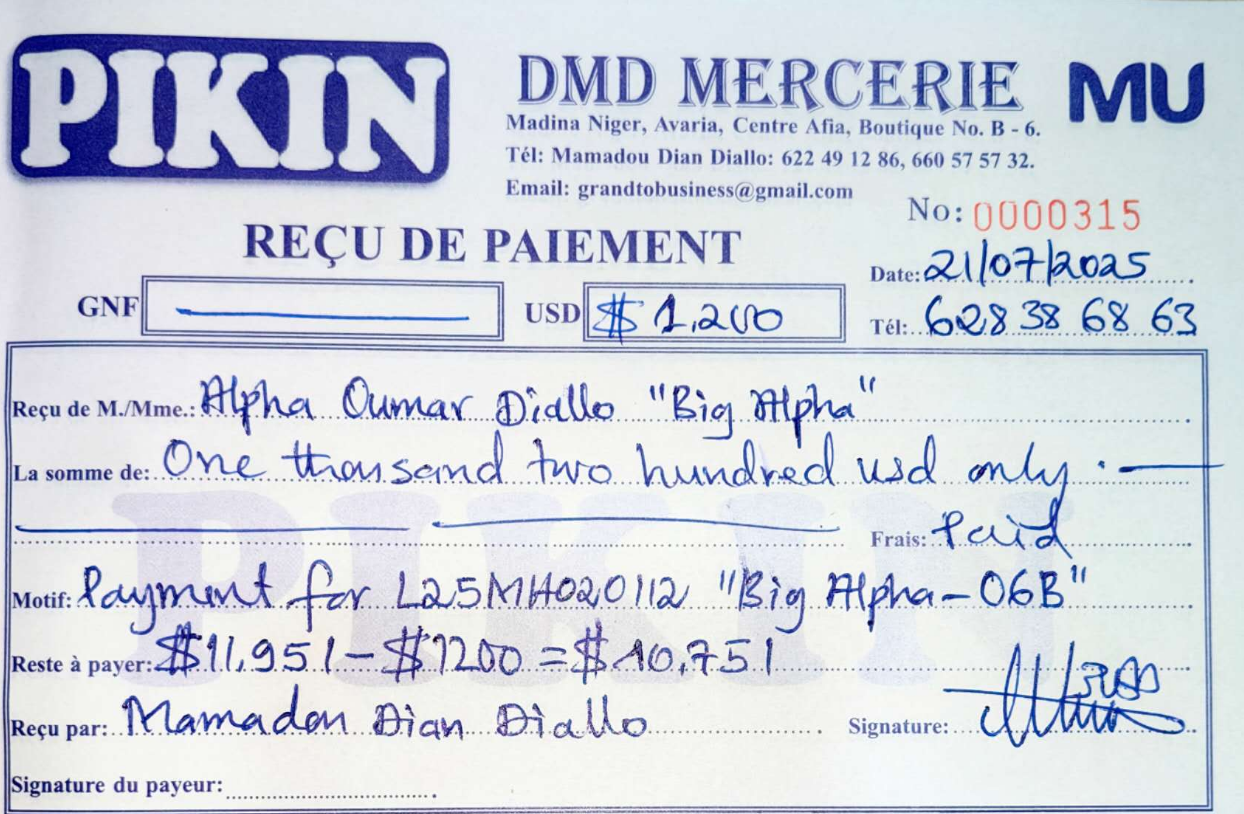 PIKIN
DMD MERCERIE MU
Madina Niger, Avaria, Centre Afia, Boutique No. B - 6.
Tél: Mamadou Dian Diallo: 622 49 12 86, 660 57 57 32.
Email: grandtobusiness@gmail.com
No: 0000315
REÇU DE PAIEMENT
Date: 21/07/2025
GNF USD $ 1,200
Tél: 628 38 68 63
Reçu de M./Mme.: Alpha Oumar Diallo "Big Alpha"
La somme de: One thousand two hundred usd only.
Frais: Paid
Motif: Payment for L25MH020112 "Big Alpha-06B"
Reste à payer: $11,951-$1200=$10,751
Reçu par: Mamadou Dian Diallo Signature:
Signature du payeur:
PIKIN